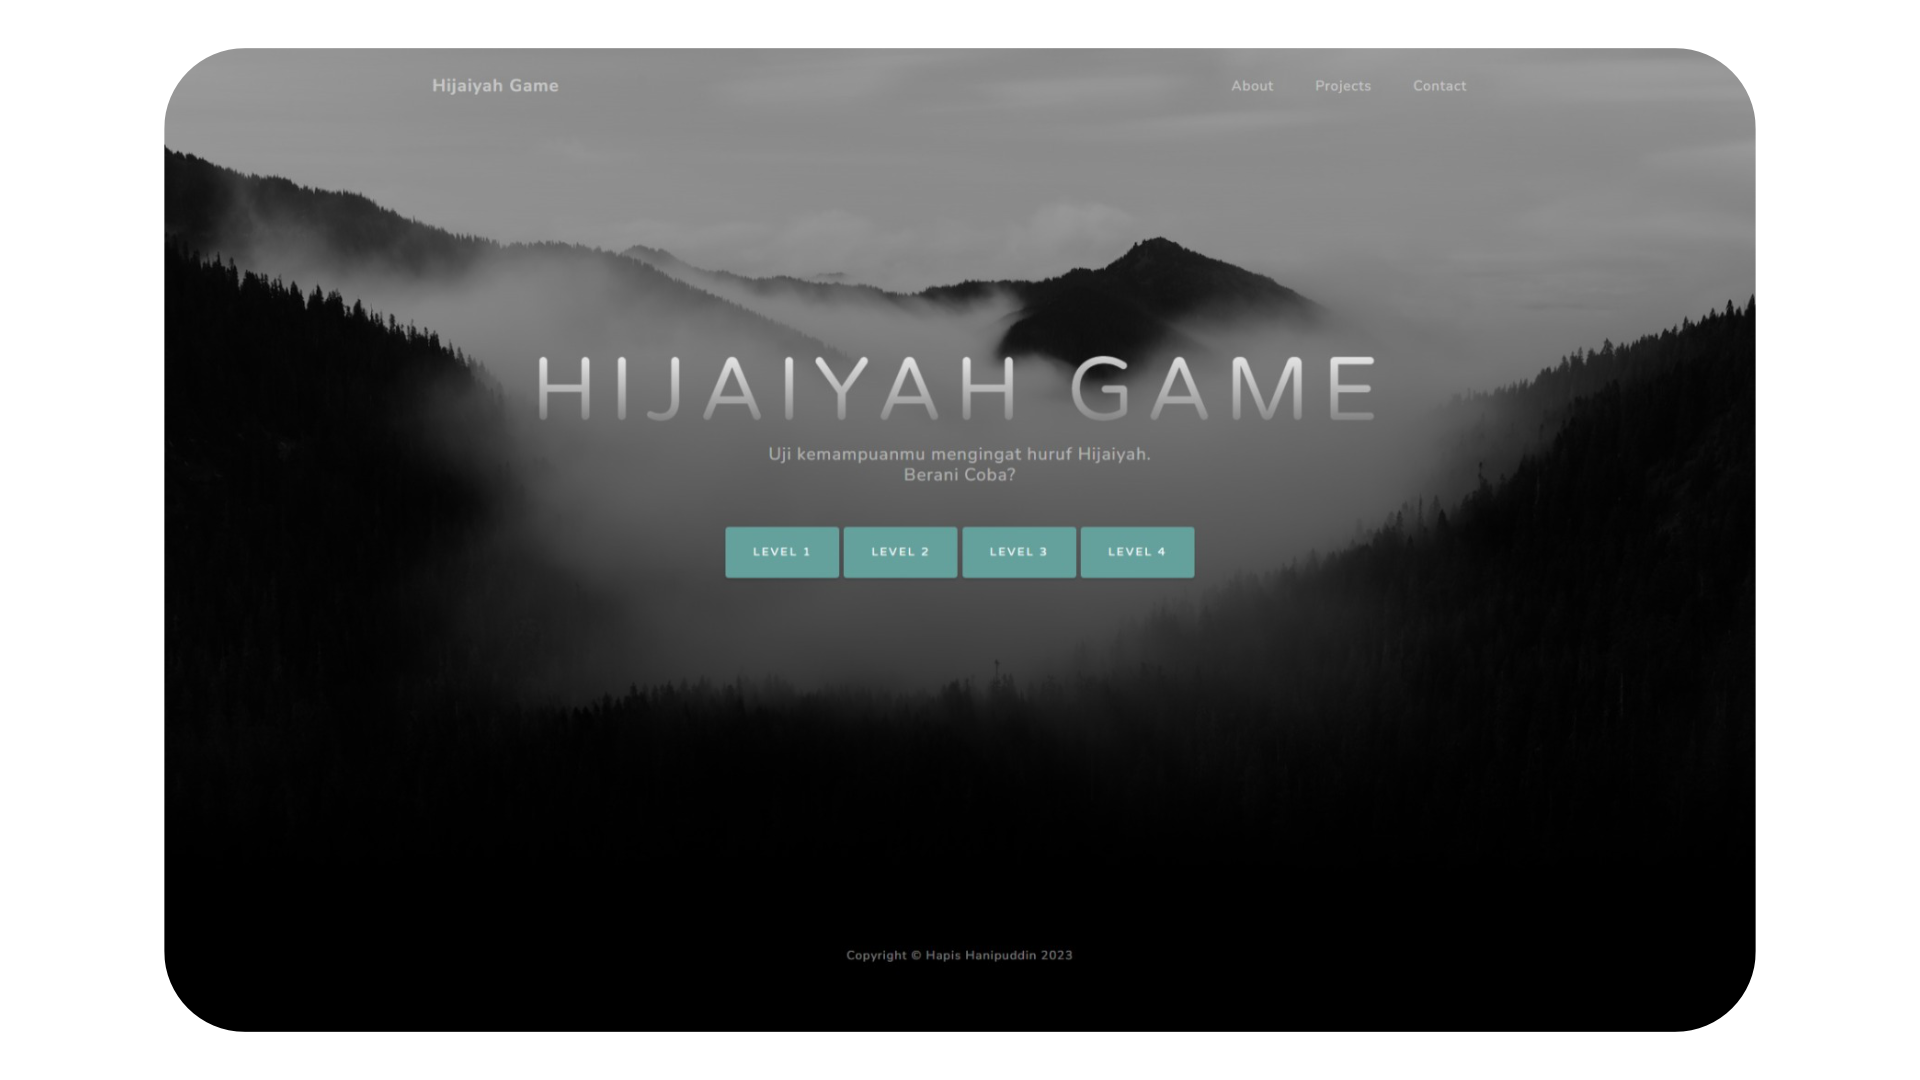 Hijaiyah Game
About Projects Contact
HIJAIYAH GAME
Uji kemampuanmu mengingat huruf Hijaiyah.
Berani Coba?
LEVEL 1 LEVEL 2 LEVEL 3 LEVEL 4
Copyright © Hapis Hanipuddin 2023